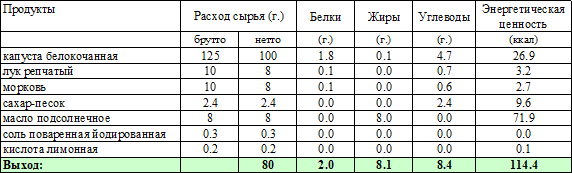 Продукты Расход сырья (г.) Белки Жиры Углеводы Энергетическая ценность
брутто нетто (г.) (г.) (г.) (ккал)
капуста белокочанная 125 100 1.8 0.1 4.7 26.9
лук репчатый 10 8 0.1 0.0 0.7 3.2
морковь 10 8 0.1 0.0 0.6 2.7
сахар-песок 2.4 2.4 0.0 0.0 2.4 9.6
масло подсолнечное 8 8 0.0 8.0 0.0 71.9
соль поваренная йодированная 0.3 0.3 0.0 0.0 0.0 0.0
кислота лимонная 0.2 0.2 0.0 0.0 0.0 0.1
Выход: 80 2.0 8.1 8.4 114.4